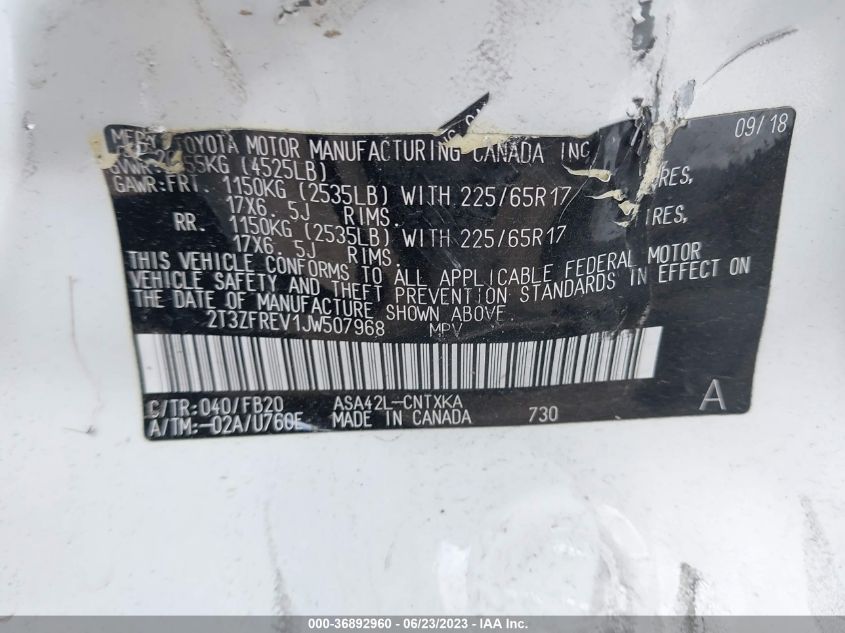 TOYOTA MOTOR MANUFACTURING CANADA INC 09/18
(4525LB)
GAWR:FRT. 1150KG (2535LB) WITH 225/65R17
17X6.5J RIMS.
RR. 1150KG (2535LB) WITH 225/65R17
17X6.5J RIMS.
THIS VEHICLE CONFORMS TO ALL APPLICABLE FEDERAL MOTOR
VEHICLE SAFETY AND THEFT PREVENTION STANDARDS IN EFFECT ON
THE DATE OF MANUFACTURE SHOWN ABOVE.
2T3ZFREV1JW507968 MPV
C/TR:040/FB20 ASA42L-CNTXKA A
A/TM:-02A/U760E MADE IN CANADA 730
000-36892960 - 06/23/2023 - IAA Inc.